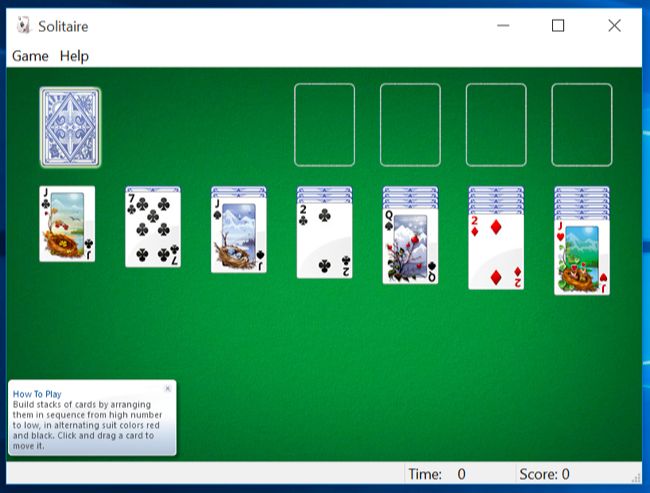 Solitaire
Game Help
J
J
7
7
J
J
2
2
Q
Q
2
2
J
J
How To Play
Build stacks of cards by arranging
them in sequence from high number
to low, in alternating suit colors red
and black. Click and drag a card to
move it.
Time: 0 Score: 0